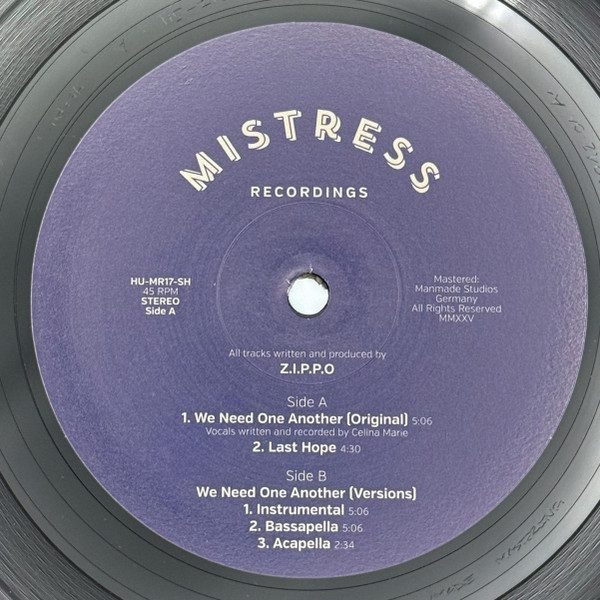 MISTRESS
RECORDINGS
HU-MR17-SH
45 RPM
STEREO
Side A
Mastered:
Manmade Studios
Germany
All Rights Reserved
MMXXV
All tracks written and produced by
Z.I.P.P.O
Side A
1. We Need One Another (Original) 5:06
Vocals written and recorded by Celina Marie
2. Last Hope 4:30
Side B
We Need One Another (Versions)
1. Instrumental 5:06
2. Bassapella 5:06
3. Acapella 2:34